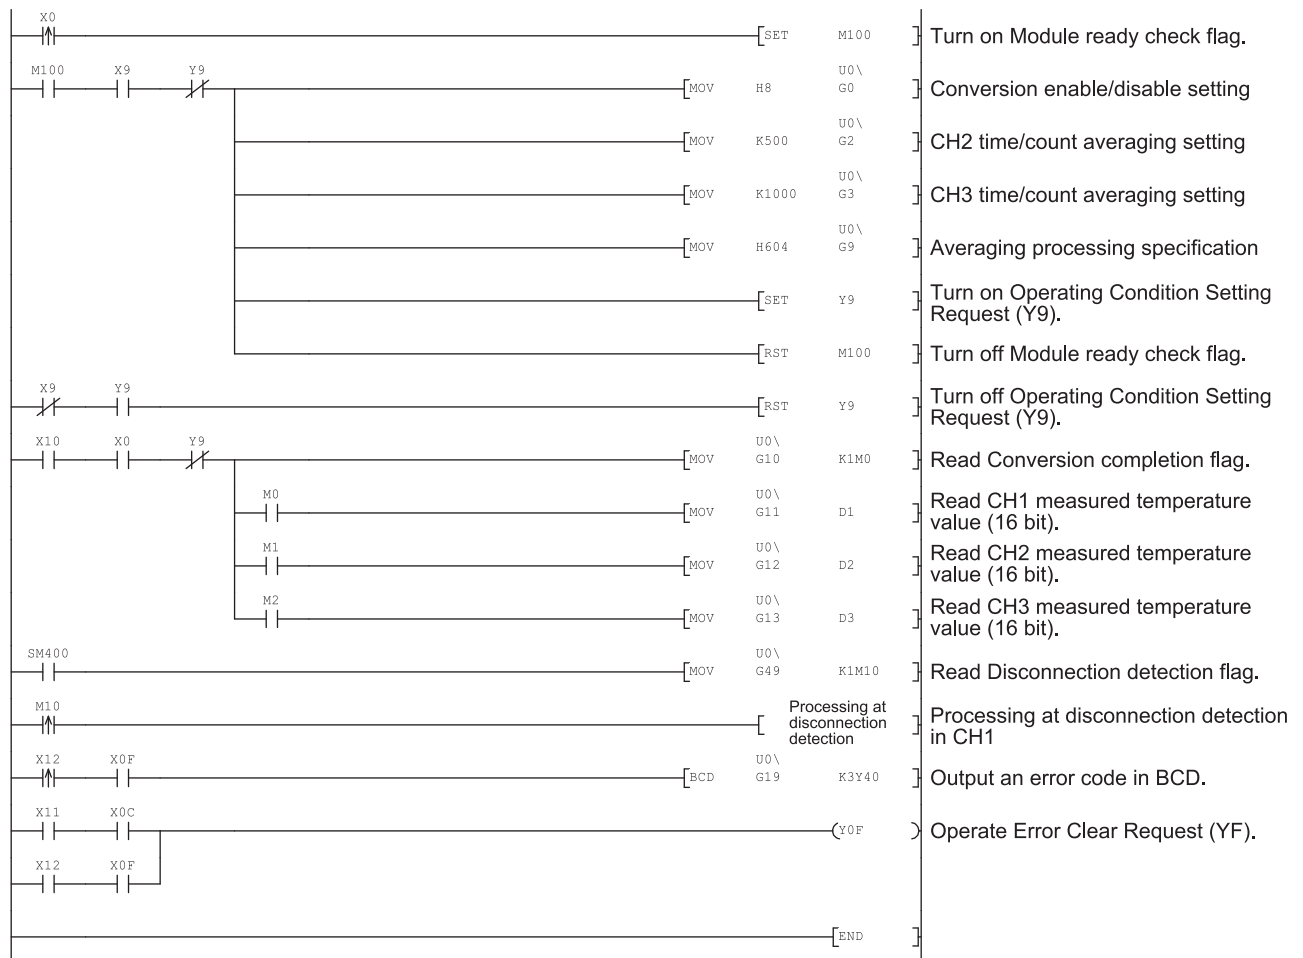 X0
SET M100 Turn on Module ready check flag.
M100 X9 Y9 U0\
MOV H8 G0 Conversion enable/disable setting
U0\
MOV K500 G2 CH2 time/count averaging setting
U0\
MOV K1000 G3 CH3 time/count averaging setting
U0\
MOV H604 G9 Averaging processing specification
SET Y9 Turn on Operating Condition Setting
Request (Y9).
RST M100 Turn off Module ready check flag.
X9 Y9
RST Y9 Turn off Operating Condition Setting
Request (Y9).
X10 X0 Y9 U0\
MOV G10 K1M0 Read Conversion completion flag.
M0 U0\
MOV G11 D1 Read CH1 measured temperature
value (16 bit).
M1 U0\
MOV G12 D2 Read CH2 measured temperature
value (16 bit).
M2 U0\
MOV G13 D3 Read CH3 measured temperature
value (16 bit).
SM400 U0\
MOV G49 K1M10 Read Disconnection detection flag.
M10
Processing at
disconnection
detection
Processing at disconnection detection
in CH1
X12 X0F U0\
BCD G19 K3Y40 Output an error code in BCD.
X11 X0C
Y0F Operate Error Clear Request (YF).
X12 X0F
END